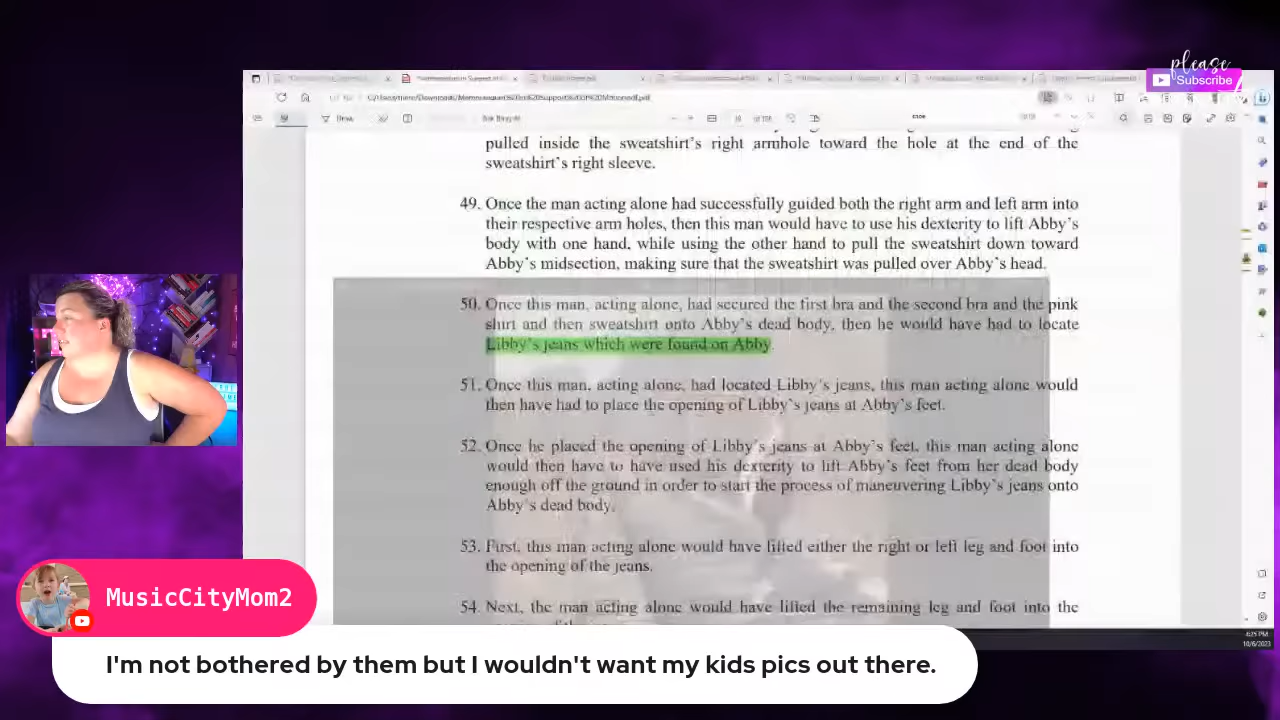 please
Subscribe
pulled inside the sweatshirt's right armhole toward the hole at the end of the
sweatshirt's right sleeve.
49. Once the man acting alone had successfully guided both the right arm and left arm into
their respective arm holes, then this man would have to use his dexterity to lift Abby's
body with one hand, while using the other hand to pull the sweatshirt down toward
Abby's midsection, making sure that the sweatshirt was pulled over Abby's head.
50. Once this man, acting alone, had secured the first bra and the second bra and the pink
shirt and then sweatshirt onto Abby's dead body, then he would have had to locate
Libby's jeans which were found on Abby.
51. Once this man, acting alone, had located Libby's jeans, this man acting alone would
then have had to place the opening of Libby's jeans at Abby's feet.
52. Once he placed the opening of Libby's jeans at Abby's feet, this man acting alone
would then have to have used his dexterity to lift Abby's feet from her dead body
enough off the ground in order to start the process of maneuvering Libby's jeans onto
Abby's dead body.
53. First, this man acting alone would have lifted either the right or left leg and foot into
the opening of the jeans.
54. Next, the man acting alone would have lifted the remaining leg and foot into the
4:25 PM
10/6/2023
MusicCityMom2
I'm not bothered by them but I wouldn't want my kids pics out there.